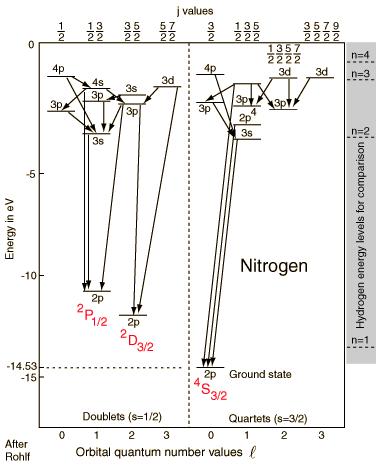 j values
1/2 1/2 3/2 3/2 5/2 5/2 7/2 3/2 1/2 3/2 5/2 3/2 5/2 7/2 9/2
1/2 3/2 5/2 7/2
0
n=4
4p 4s 3s 3d 4p 3d 3d n=3
3p 3p 3p 3p 3p 4 3p
2p
3s 3s n=2
-5
Energy in eV
Hydrogen energy levels for comparison
Nitrogen
-10
2p
2P1/2
2p
2D3/2
n=1
-14.53
2p Ground state
-15
4S3/2
Doublets (s=1/2) Quartets (s=3/2)
After
Rohlf
0 1 2 3 0 1 2 3
Orbital quantum number values ℓ